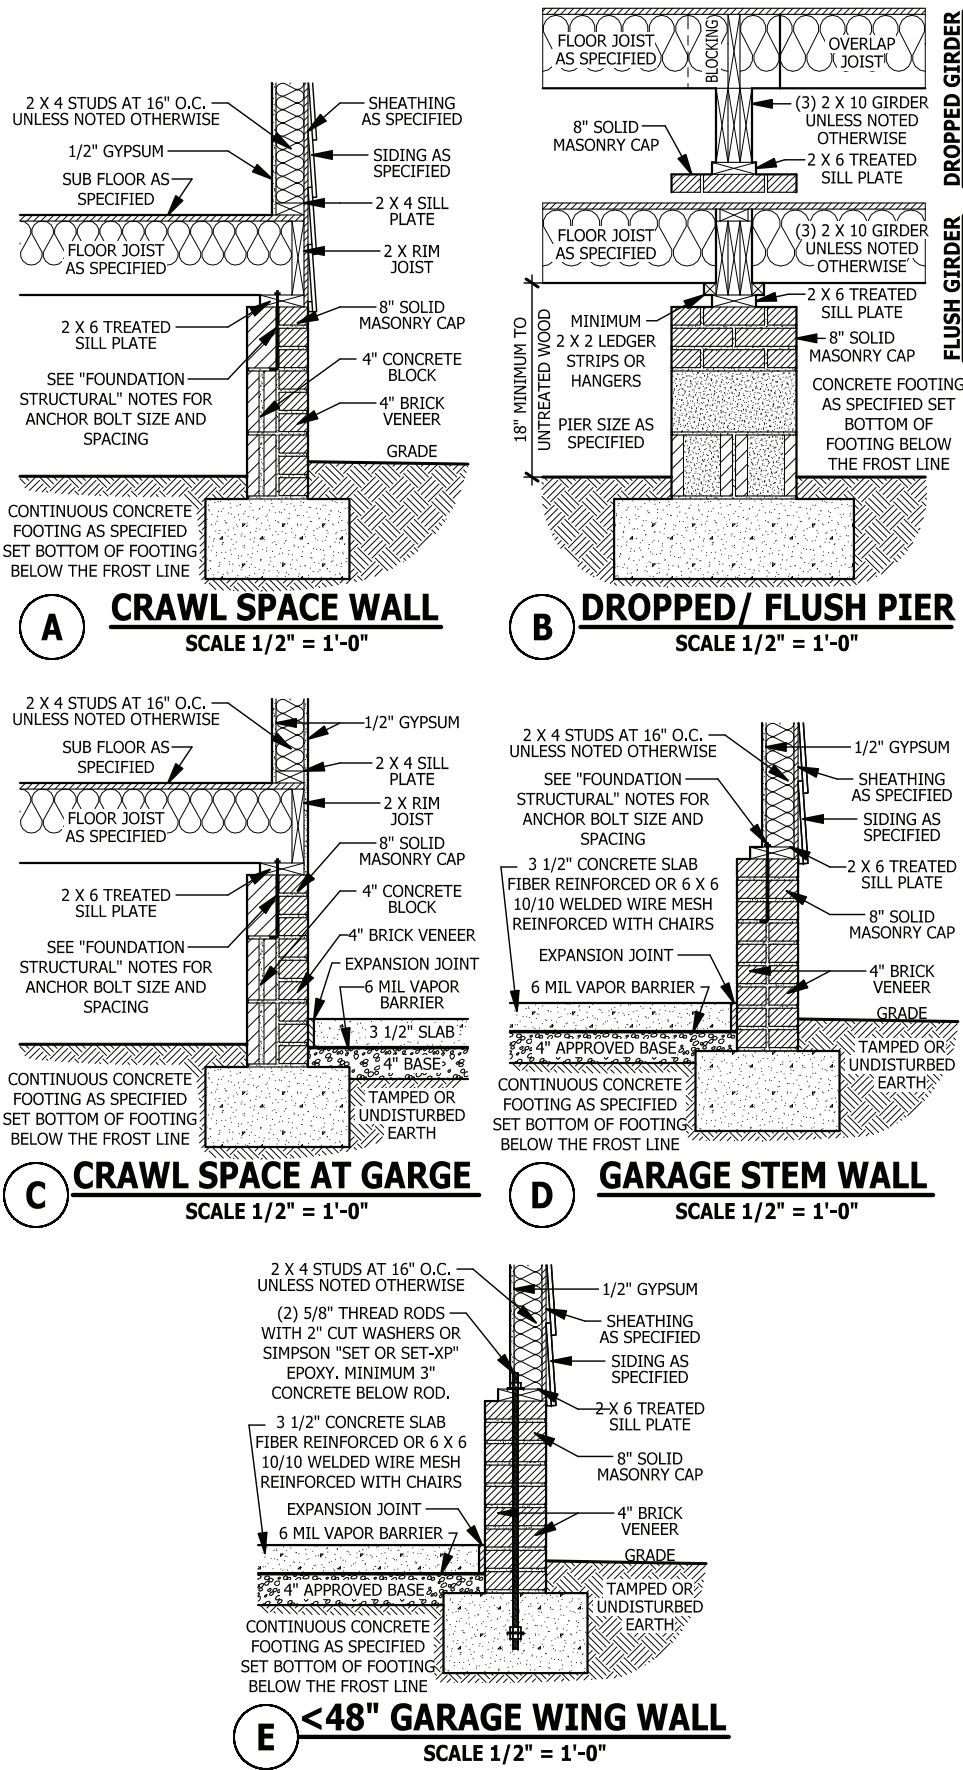 2 X 4 STUDS AT 16" O.C.
UNLESS NOTED OTHERWISE
1/2" GYPSUM
SUB FLOOR AS
SPECIFIED
FLOOR JOIST
AS SPECIFIED
2 X 6 TREATED
SILL PLATE
SEE "FOUNDATION
STRUCTURAL" NOTES FOR
ANCHOR BOLT SIZE AND
SPACING
SHEATHING
AS SPECIFIED
SIDING AS
SPECIFIED
2 X 4 SILL
PLATE
2 X RIM
JOIST
8" SOLID
MASONRY CAP
4" CONCRETE
BLOCK
4" BRICK
VENEER
GRADE
CONTINUOUS CONCRETE
FOOTING AS SPECIFIED
SET BOTTOM OF FOOTING
BELOW THE FROST LINE
A
CRAWL SPACE WALL
SCALE 1/2" = 1'-0"
FLOOR JOIST
AS SPECIFIED
BLOCKING
OVERLAP
JOIST
8" SOLID
MASONRY CAP
(3) 2 X 10 GIRDER
UNLESS NOTED
OTHERWISE
2 X 6 TREATED
SILL PLATE
DROPPED GIRDER
FLOOR JOIST
AS SPECIFIED
(3) 2 X 10 GIRDER
UNLESS NOTED
OTHERWISE
2 X 6 TREATED
SILL PLATE
FLUSH GIRDER
18" MINIMUM TO
UNTREATED WOOD
MINIMUM
2 X 2 LEDGER
STRIPS OR
HANGERS
PIER SIZE AS
SPECIFIED
8" SOLID
MASONRY CAP
CONCRETE FOOTING
AS SPECIFIED SET
BOTTOM OF
FOOTING BELOW
THE FROST LINE
B
DROPPED/ FLUSH PIER
SCALE 1/2" = 1'-0"
2 X 4 STUDS AT 16" O.C.
UNLESS NOTED OTHERWISE
SUB FLOOR AS
SPECIFIED
FLOOR JOIST
AS SPECIFIED
2 X 6 TREATED
SILL PLATE
SEE "FOUNDATION
STRUCTURAL" NOTES FOR
ANCHOR BOLT SIZE AND
SPACING
1/2" GYPSUM
2 X 4 SILL
PLATE
2 X RIM
JOIST
8" SOLID
MASONRY CAP
4" CONCRETE
BLOCK
4" BRICK VENEER
EXPANSION JOINT
6 MIL VAPOR
BARRIER
3 1/2" SLAB
4" BASE
CONTINUOUS CONCRETE
FOOTING AS SPECIFIED
SET BOTTOM OF FOOTING
BELOW THE FROST LINE
TAMPED OR
UNDISTURBED
EARTH
C
CRAWL SPACE AT GARGE
SCALE 1/2" = 1'-0"
2 X 4 STUDS AT 16" O.C.
UNLESS NOTED OTHERWISE
SEE "FOUNDATION
STRUCTURAL" NOTES FOR
ANCHOR BOLT SIZE AND
SPACING
3 1/2" CONCRETE SLAB
FIBER REINFORCED OR 6 X 6
10/10 WELDED WIRE MESH
REINFORCED WITH CHAIRS
EXPANSION JOINT
6 MIL VAPOR BARRIER
4" APPROVED BASE
1/2" GYPSUM
SHEATHING
AS SPECIFIED
SIDING AS
SPECIFIED
2 X 6 TREATED
SILL PLATE
8" SOLID
MASONRY CAP
4" BRICK
VENEER
GRADE
CONTINUOUS CONCRETE
FOOTING AS SPECIFIED
SET BOTTOM OF FOOTING
BELOW THE FROST LINE
TAMPED OR
UNDISTURBED
EARTH
D
GARAGE STEM WALL
SCALE 1/2" = 1'-0"
2 X 4 STUDS AT 16" O.C.
UNLESS NOTED OTHERWISE
(2) 5/8" THREAD RODS
WITH 2" CUT WASHERS OR
SIMPSON "SET OR SET-XP"
EPOXY. MINIMUM 3"
CONCRETE BELOW ROD.
3 1/2" CONCRETE SLAB
FIBER REINFORCED OR 6 X 6
10/10 WELDED WIRE MESH
REINFORCED WITH CHAIRS
EXPANSION JOINT
6 MIL VAPOR BARRIER
4" APPROVED BASE
1/2" GYPSUM
SHEATHING
AS SPECIFIED
SIDING AS
SPECIFIED
2 X 6 TREATED
SILL PLATE
8" SOLID
MASONRY CAP
4" BRICK
VENEER
GRADE
CONTINUOUS CONCRETE
FOOTING AS SPECIFIED
SET BOTTOM OF FOOTING
BELOW THE FROST LINE
TAMPED OR
UNDISTURBED
EARTH
E
<48" GARAGE WING WALL
SCALE 1/2" = 1'-0"